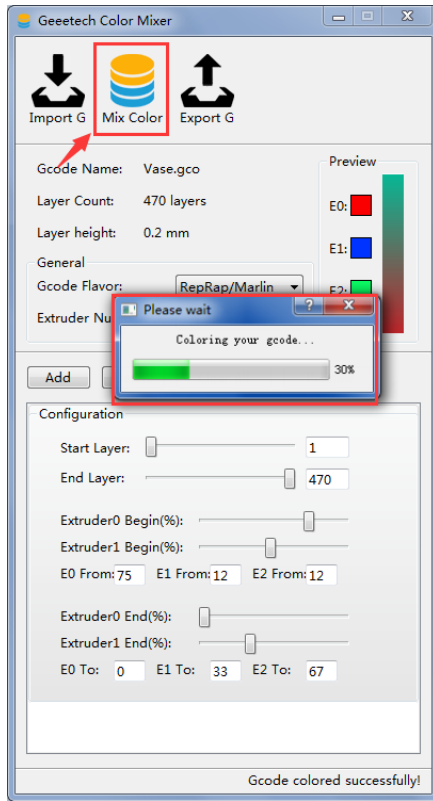 Geeetech Color Mixer
Import G Mix Color Export G
Gcode Name: Vase.gco
Layer Count: 470 layers
Layer height: 0.2 mm
Preview
E0:
E1:
E2:
General
Gcode Flavor: RepRap/Marlin
Extruder Nu
Please wait
Coloring your gcode...
30%
Add
Configuration
Start Layer: 1
End Layer: 470
Extruder0 Begin(%):
Extruder1 Begin(%):
E0 From: 75 E1 From: 12 E2 From: 12
Extruder0 End(%):
Extruder1 End(%):
E0 To: 0 E1 To: 33 E2 To: 67
Gcode colored successfully!